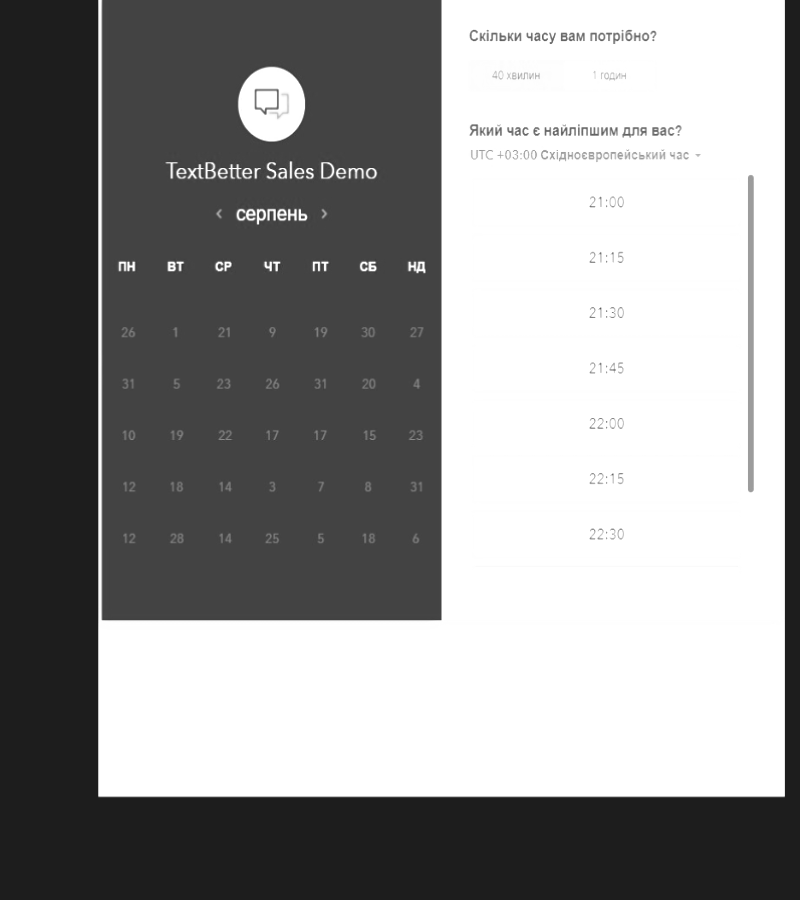 TextBetter Sales Demo
‹ серпень ›
ПН ВТ СР ЧТ ПТ СБ НД
26 1 21 9 19 30 27
31 5 23 26 31 20 4
10 19 22 17 17 15 23
12 18 14 3 7 8 31
12 28 14 25 5 18 6
Скільки часу вам потрібно?
40 хвилин 1 годин
Який час є найліпшим для вас?
UTC +03:00 Східноєвропейський час
21:00
21:15
21:30
21:45
22:00
22:15
22:30